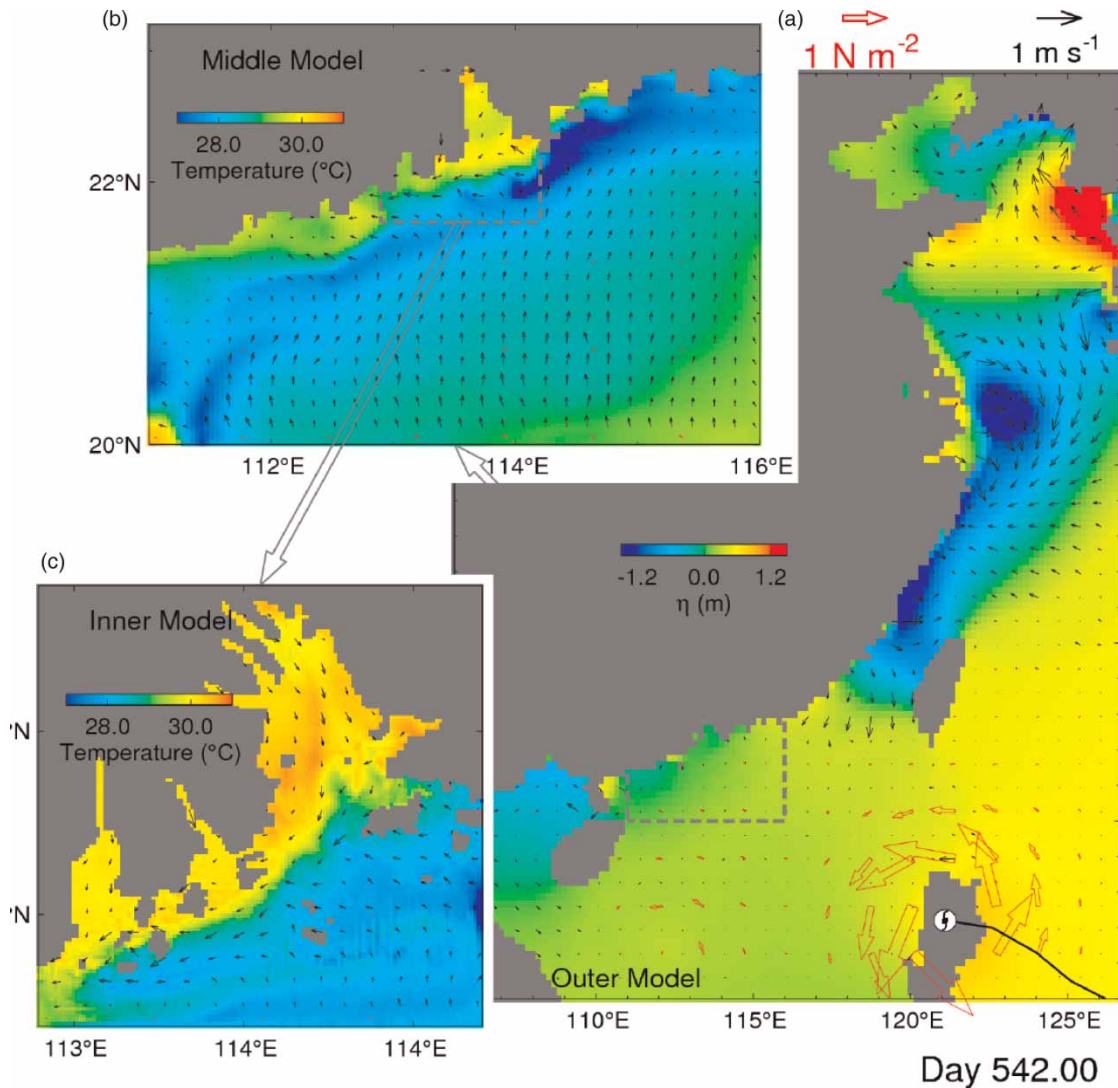 (b)
Middle Model
28.0 30.0
Temperature (°C)
22°N
20°N
112°E 114°E 116°E
(a)
1 N m-2
1 m s-1
-1.2 0.0 1.2
η (m)
Outer Model
110°E 115°E 120°E 125°E
Day 542.00
(c)
Inner Model
28.0 30.0
Temperature (°C)
°N
°N
113°E 114°E 114°E